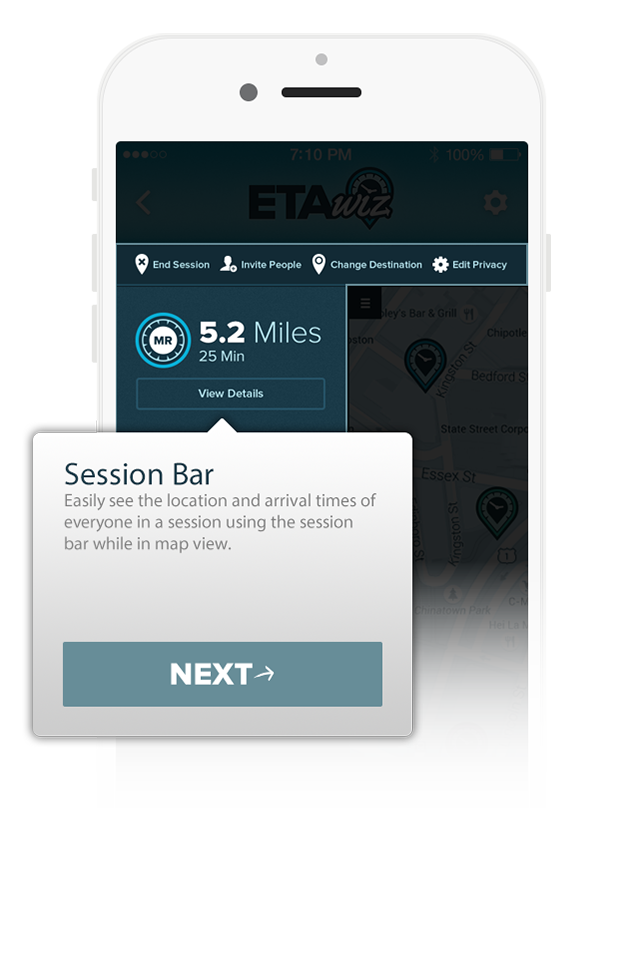 7:10 PM
100%
ETAwiz
End Session
Invite People
Change Destination
Edit Privacy
MR
5.2 Miles
25 Min
View Details
ley's Bar & Grill
Chipotle
oston
Kingston St
Bedford St
State Street Corpo
Essex St
Kingston St
1
Chinatown Park
C-M
Hei La M
Session Bar
Easily see the location and arrival times of
everyone in a session using the session
bar while in map view.
NEXT